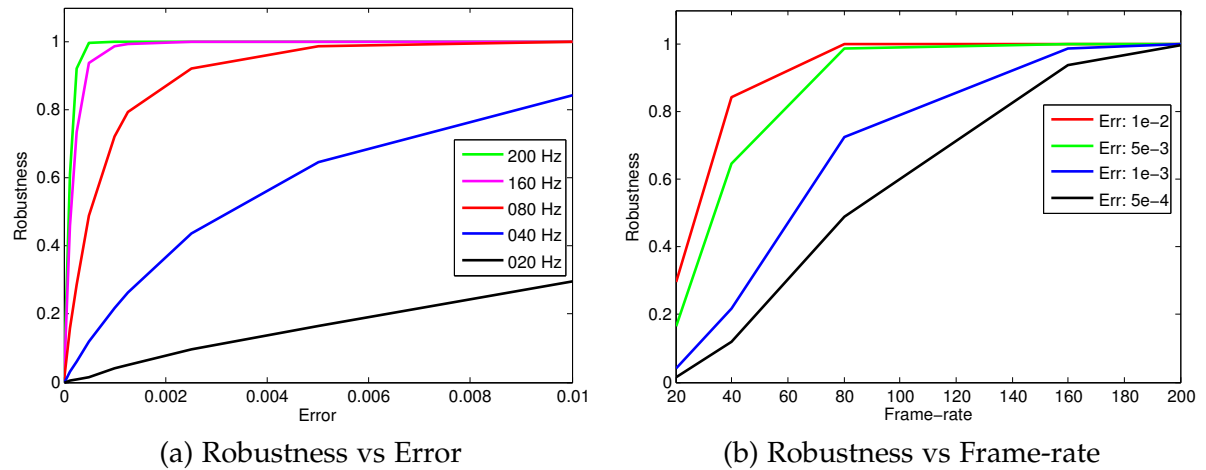 1
0.8
0.6
0.4
0.2
0
Robustness
0 0.002 0.004 0.006 0.008 0.01
Error
200 Hz
160 Hz
080 Hz
040 Hz
020 Hz
(a) Robustness vs Error
1
0.8
0.6
0.4
0.2
0
Robustness
20 40 60 80 100 120 140 160 180 200
Frame−rate
Err: 1e−2
Err: 5e−3
Err: 1e−3
Err: 5e−4
(b) Robustness vs Frame-rate